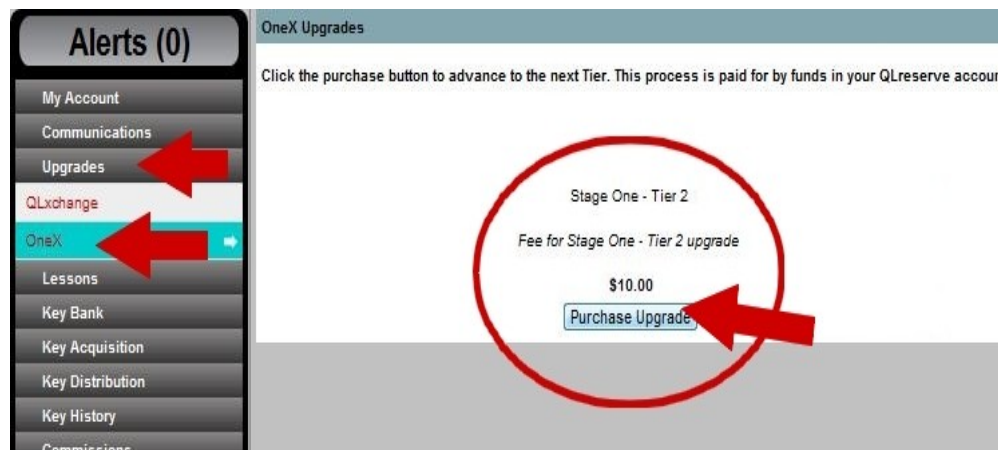 Alerts (0)
My Account
Communications
Upgrades
QLxchange
OneX
Lessons
Key Bank
Key Acquisition
Key Distribution
Key History
Commissions
OneX Upgrades
Click the purchase button to advance to the next Tier. This process is paid for by funds in your QLreserve
Stage One - Tier 2
Fee for Stage One - Tier 2 upgrade
$10.00
Purchase Upgrade